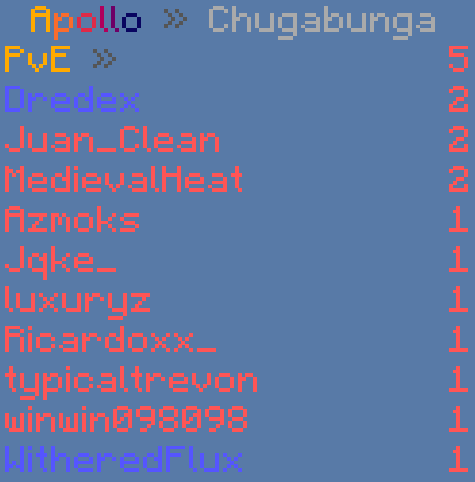 Apollo » Chugabunga
PvE » 5
Dredex 2
Juan_Clean 2
MedievalHeat 2
Azmoks 1
Jqke_ 1
luxuryz 1
Ricardoxx_ 1
typicaltrevon 1
winwin098098 1
WitheredFlux 1